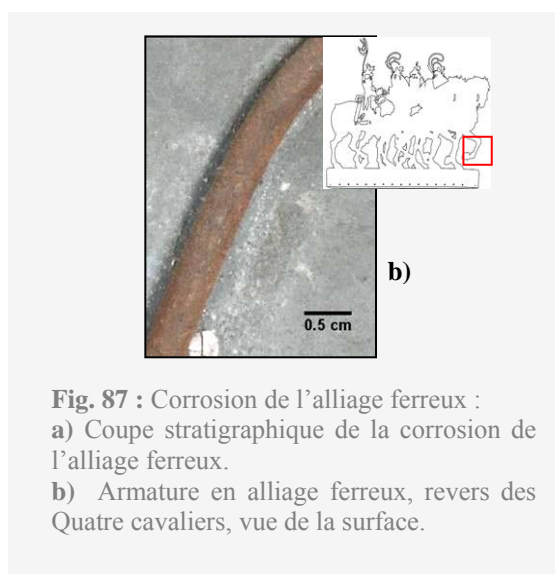 b)
0.5 cm
Fig. 87 : Corrosion de l’alliage ferreux :
a) Coupe stratigraphique de la corrosion de
l’alliage ferreux.
b) Armature en alliage ferreux, revers des
Quatre cavaliers, vue de la surface.